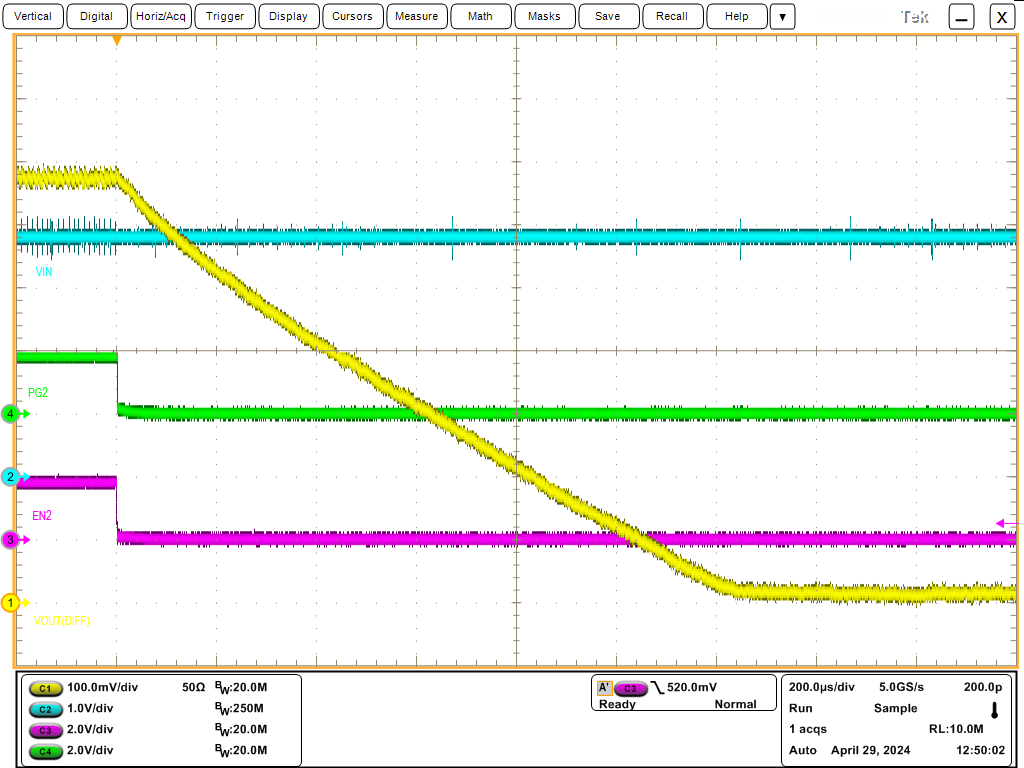 Vertical Digital Horiz/Acq Trigger Display Cursors Measure Math Masks Save Recall Help ▼ Tek X
VIN
PG2
4
2
EN2
3
1
VOUT(DIFF)
C1 100.0mV/div 50Ω BW:20.0M
C2 1.0V/div BW:250M
C3 2.0V/div BW:20.0M
C4 2.0V/div BW:20.0M
A' C3 520.0mV
Ready Normal
200.0µs/div 5.0GS/s 200.0p
Run Sample
1 acqs RL:10.0M
Auto April 29, 2024 12:50:02